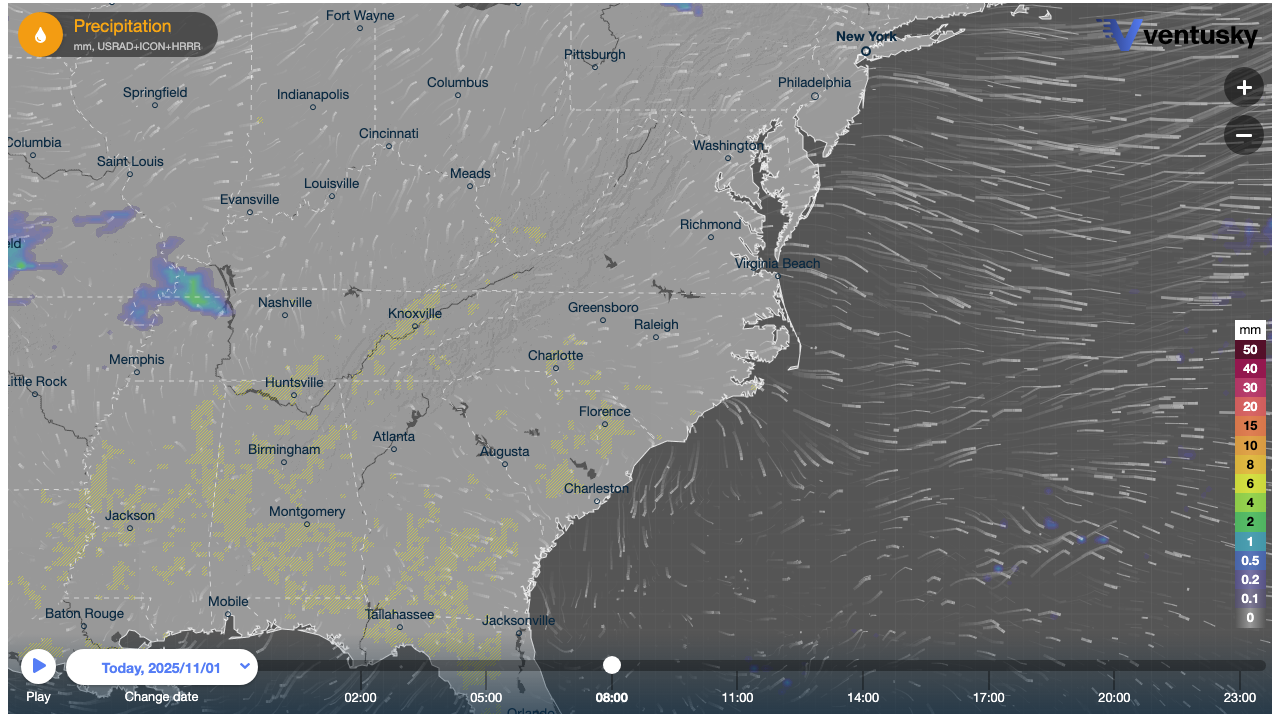 Precipitation
mm, USRAD+ICON+HRRR
Fort Wayne
New York
ventusky
Pittsburgh
Columbus
Philadelphia
Springfield
Indianapolis
+
Cincinnati
Columbia
Washington
−
Saint Louis
Meads
Louisville
Evansville
Richmond
eld
Virginia Beach
Nashville
Greensboro
Knoxville
Raleigh
mm
50
Memphis
Charlotte
40
Little Rock
Huntsville
30
Florence
20
15
Atlanta
Birmingham
Augusta
10
8
Charleston
6
Jackson
Montgomery
4
2
1
0.5
0.2
Mobile
0.1
Baton Rouge
Tallahassee
Jacksonville
0
Today, 2025/11/01
Play
Change date
02:00
05:00
08:00
11:00
14:00
17:00
20:00
23:00
Orlando